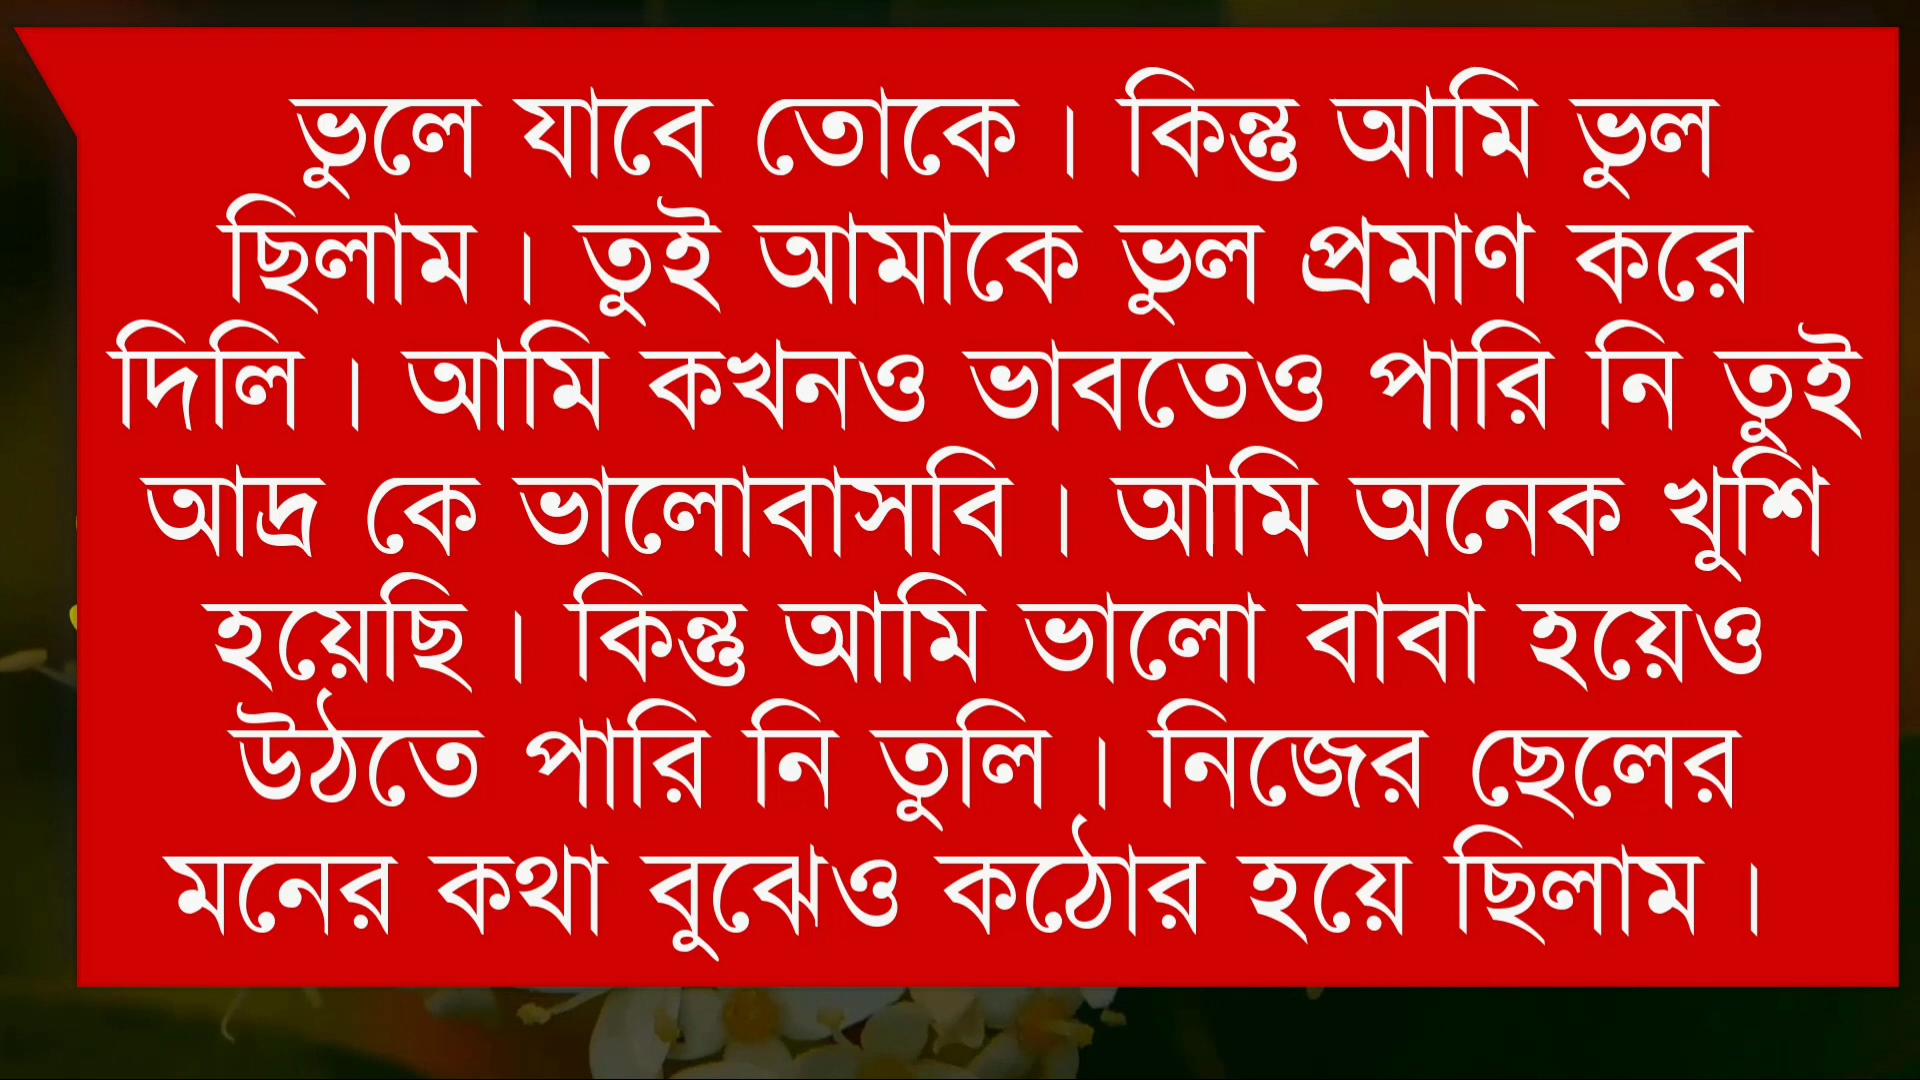 ভুলে যাবে তোকে । কিন্তু আমি ভুল
ছিলাম । তুই আমাকে ভুল প্রমাণ করে
দিলি । আমি কখনও ভাবতেও পারি নি তুই
আদ্র কে ভালোবাসবি । আমি অনেক খুশি
হয়েছি । কিন্তু আমি ভালো বাবা হয়েও
উঠতে পারি নি তুলি । নিজের ছেলের
মনের কথা বুঝেও কঠোর হয়ে ছিলাম ।